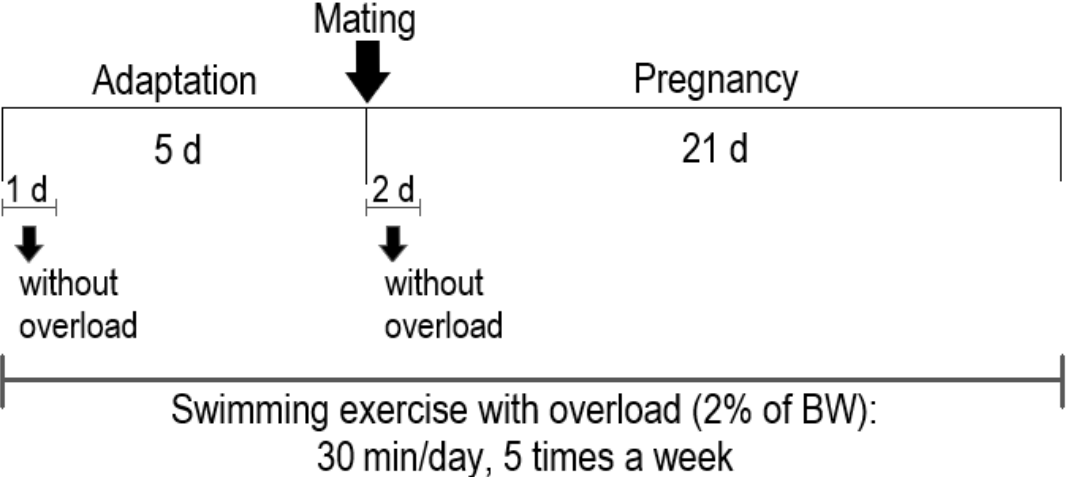 Mating
Adaptation
Pregnancy
5 d
21 d
1 d
2 d
without
overload
without
overload
Swimming exercise with overload (2% of BW):
30 min/day, 5 times a week